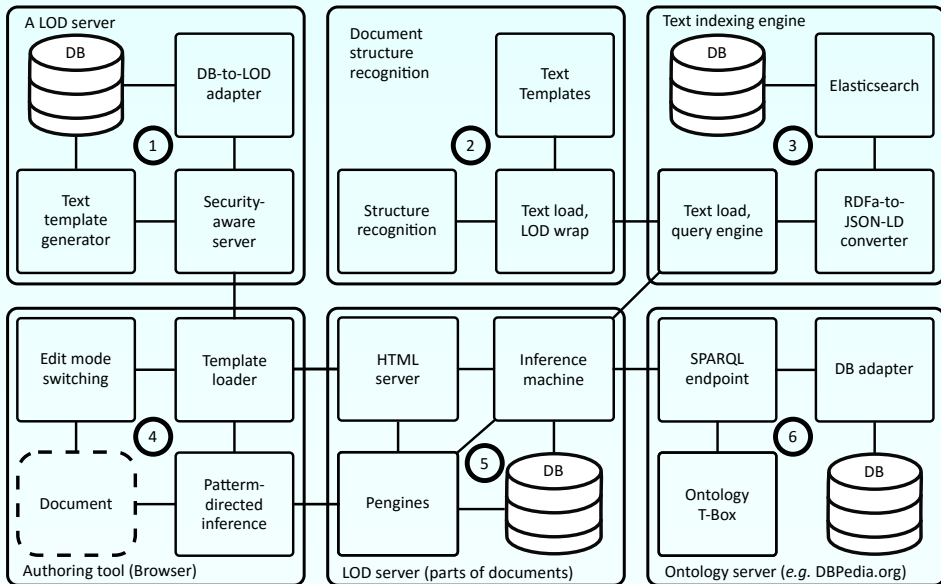 A LOD server
DB
DB-to-LOD
adapter
1
Text
template
generator
Security-
aware
server
Document
structure
recognition
Text
Templates
2
Structure
recognition
Text load,
LOD wrap
Text indexing engine
DB
Elasticsearch
3
Text load,
query engine
RDFa-to-
JSON-LD
converter
Edit mode
switching
Template
loader
4
Document
Patterm-
directed
inference
Authoring tool (Browser)
HTML
server
Inference
machine
5
Pengines
DB
LOD server (parts of documents)
SPARQL
endpoint
DB adapter
6
Ontology
T-Box
DB
Ontology server (e.g. DBPedia.org)